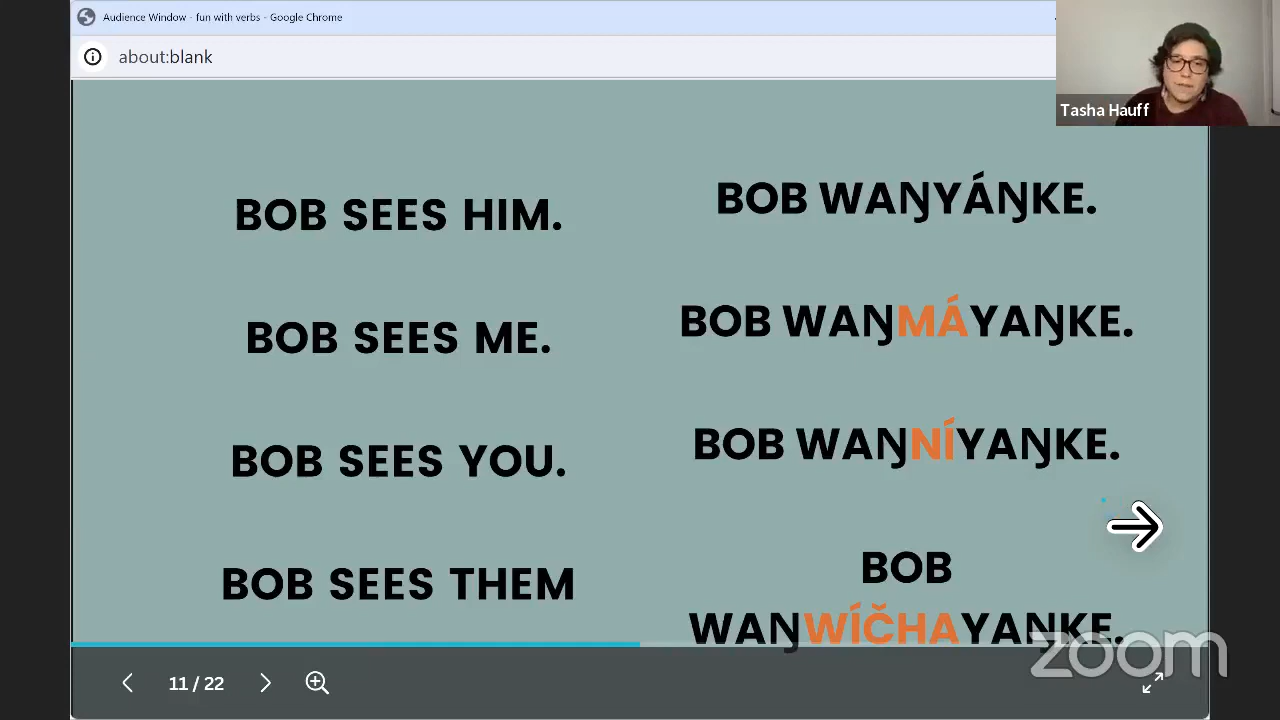 Audience Window - fun with verbs - Google Chrome
about:blank
Tasha Hauff
BOB SEES HIM.
BOB WAŊYÁŊKE.
BOB SEES ME.
BOB WAŊMÁYAŊKE.
BOB SEES YOU.
BOB WAŊNÍYAŊKE.
BOB SEES THEM
BOB
WAŊWÍČHAYAŊKE.
zoom
11 / 22